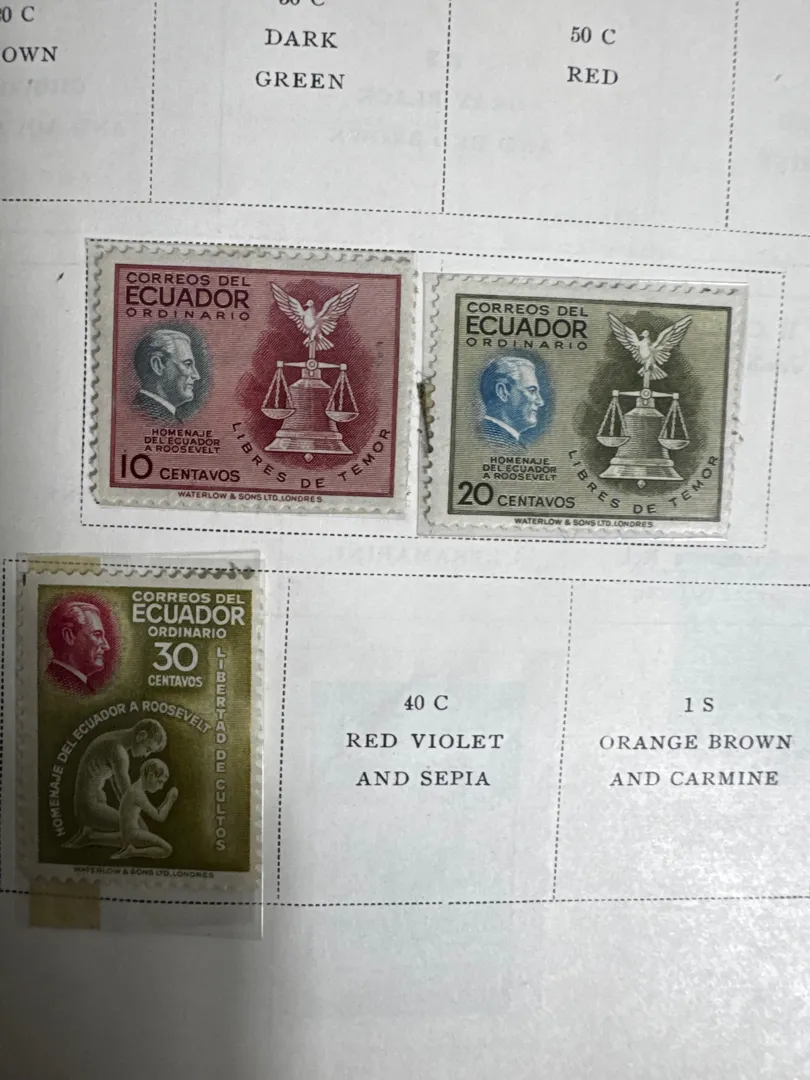 DARK
GREEN
50 C
RED
CORREOS DEL
ECUADOR
ORDINARIO
HOMENAJE
DEL ECUADOR
A ROOSEVELT
LIBRES DE TEMOR
10 CENTAVOS
WATERLOW & SONS LTD. LONDRES
CORREOS DEL
ECUADOR
ORDINARIO
HOMENAJE
DEL ECUADOR
A ROOSEVELT
LIBRES DE TEMOR
20 CENTAVOS
WATERLOW & SONS LTD. LONDRES
CORREOS DEL
ECUADOR
ORDINARIO
30
CENTAVOS
LIBERTAD DE CULTOS
HOMENAJE DEL ECUADOR A ROOSEVELT
WATERLOW & SONS LTD. LONDRES
40 C
RED VIOLET
AND SEPIA
1 S
ORANGE BROWN
AND CARMINE